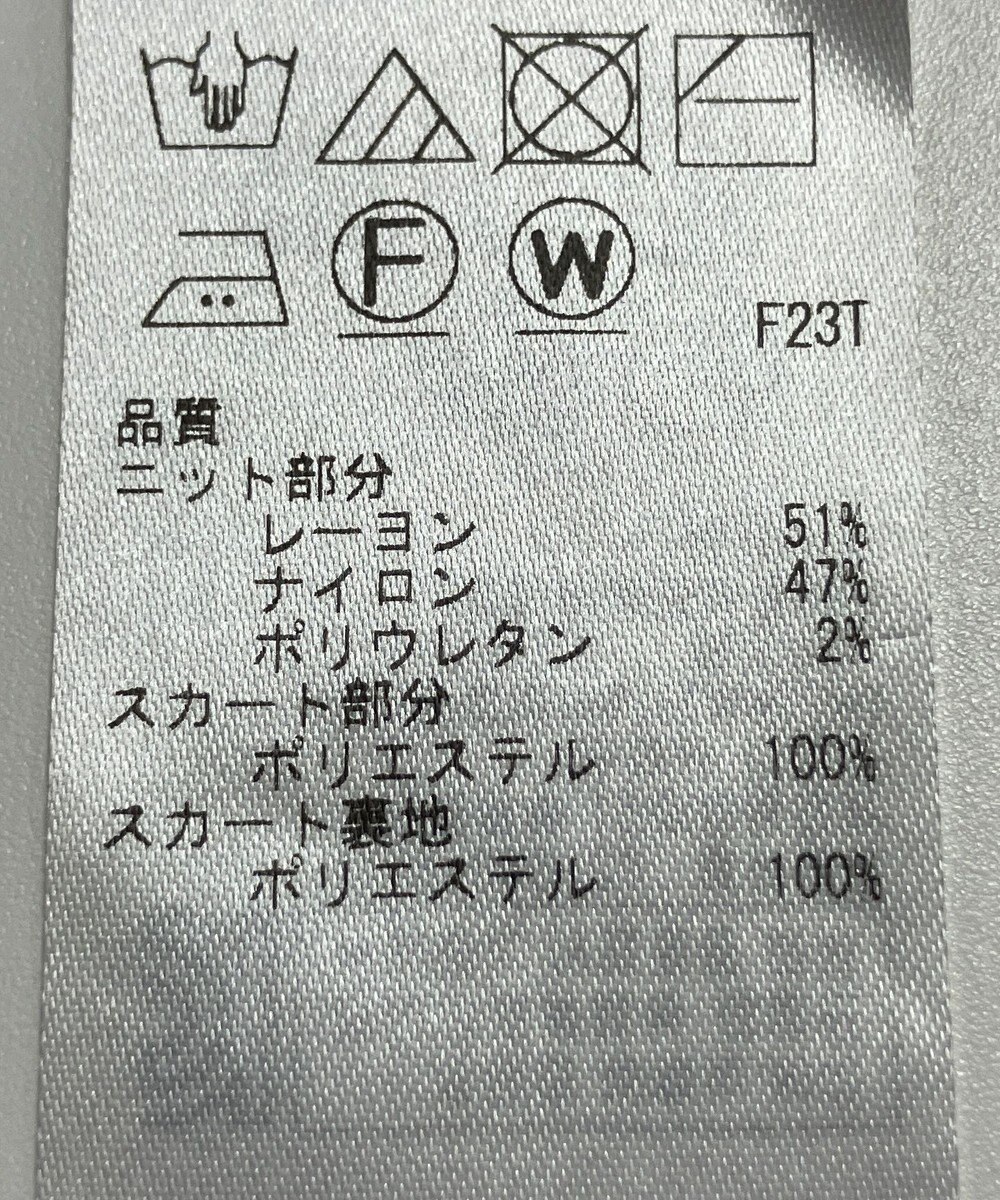 F W
F23T
品質
ニット部分
レーヨン 51%
ナイロン 47%
ポリウレタン 2%
スカート部分
ポリエステル 100%
スカート裏地
ポリエステル 100%